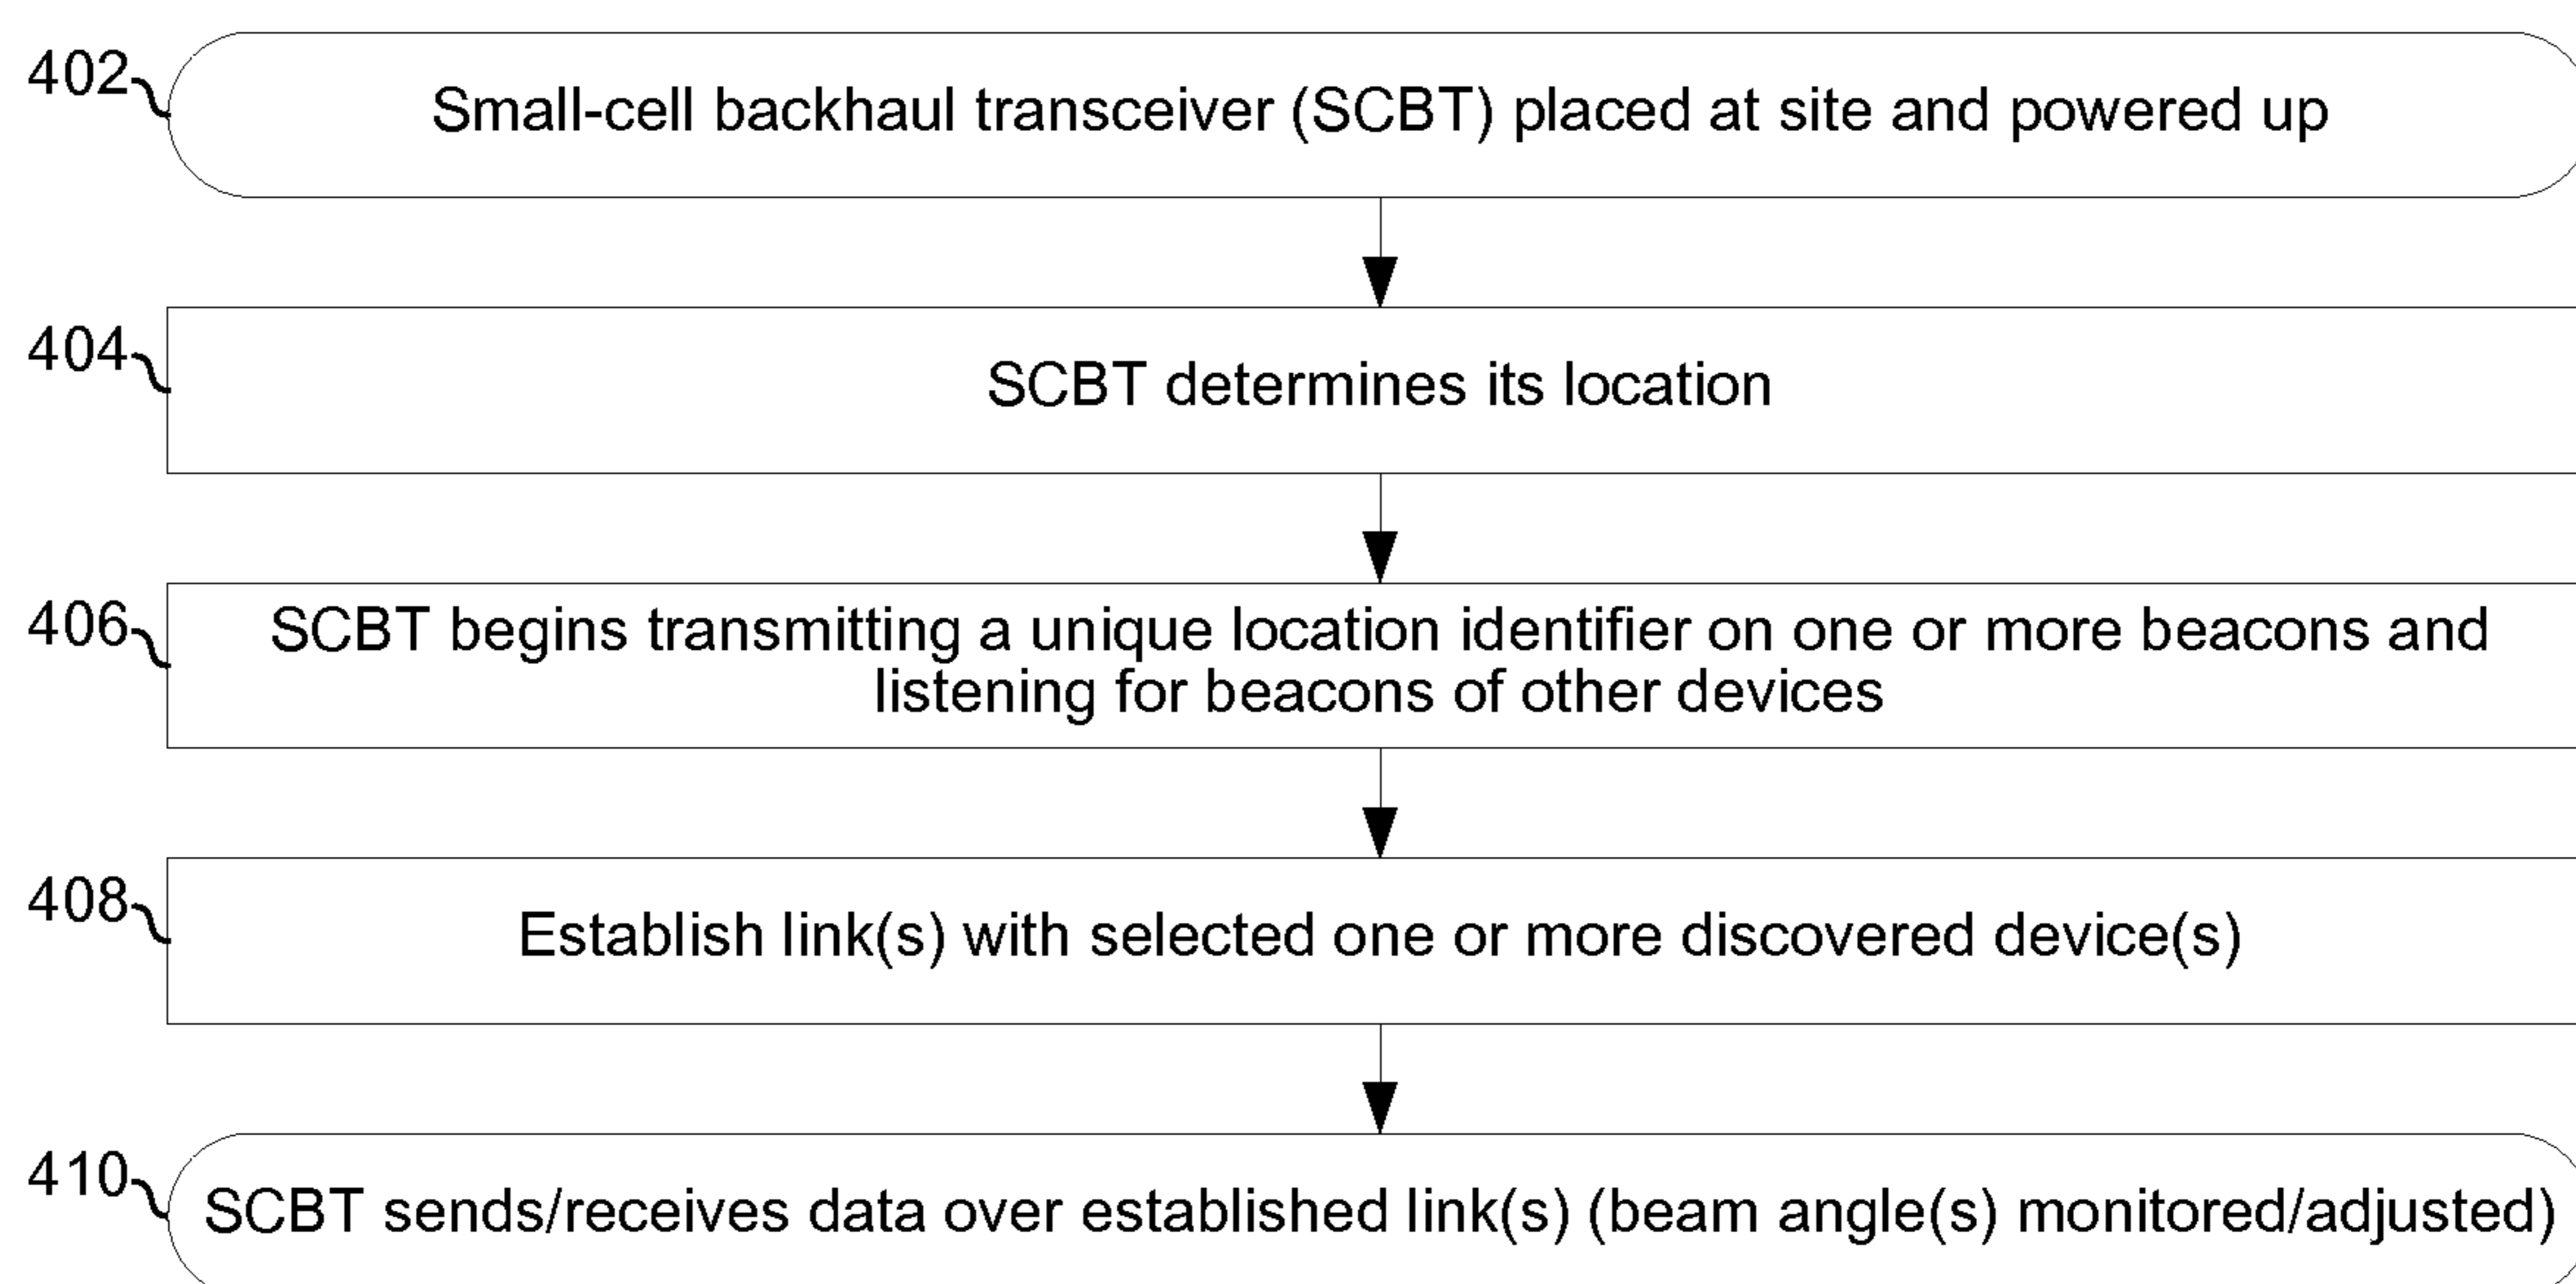 402
Small-cell backhaul transceiver (SCBT) placed at site and powered up
404
SCBT determines its location
406
SCBT begins transmitting a unique location identifier on one or more beacons and
listening for beacons of other devices
408
Establish link(s) with selected one or more discovered device(s)
410
SCBT sends/receives data over established link(s) (beam angle(s) monitored/adjusted)